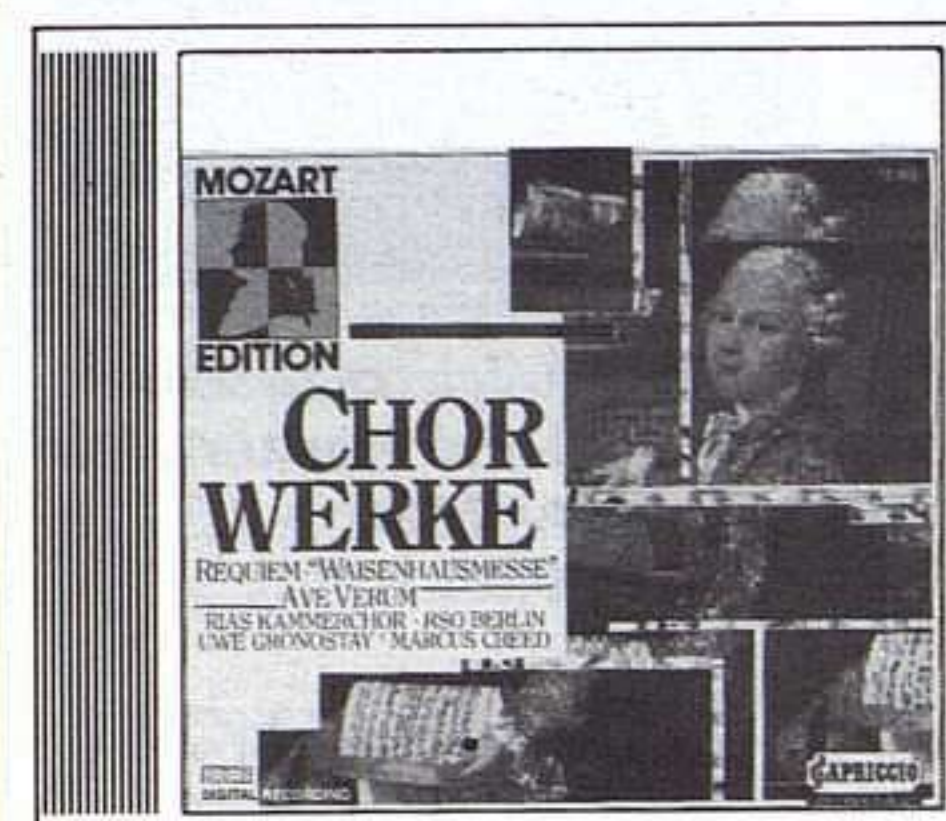 MOZART
EDITION
CHOR
WERKE
REQUIEM · "WAISENHAUSMESSE"
AVE VERUM
RIAS KAMMERCHOR · RSO BERLIN
UWE GRONOSTAY · MARCUS CREED
DIGITAL RECORDING
CAPRICCIO